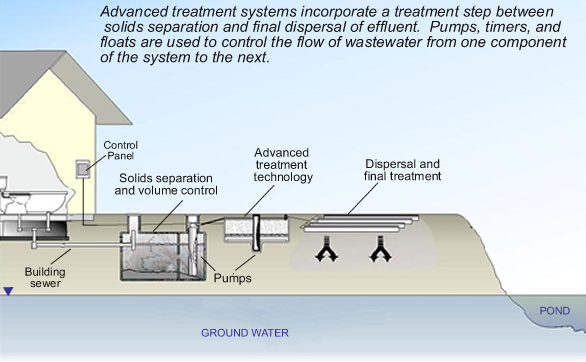 Advanced treatment systems incorporate a treatment step between
solids separation and final dispersal of effluent. Pumps, timers, and
floats are used to control the flow of wastewater from one component
of the system to the next.
Control
Panel
Solids separation
and volume control
Advanced
treatment
technology
Dispersal and
final treatment
Building
sewer
Pumps
POND
GROUND WATER